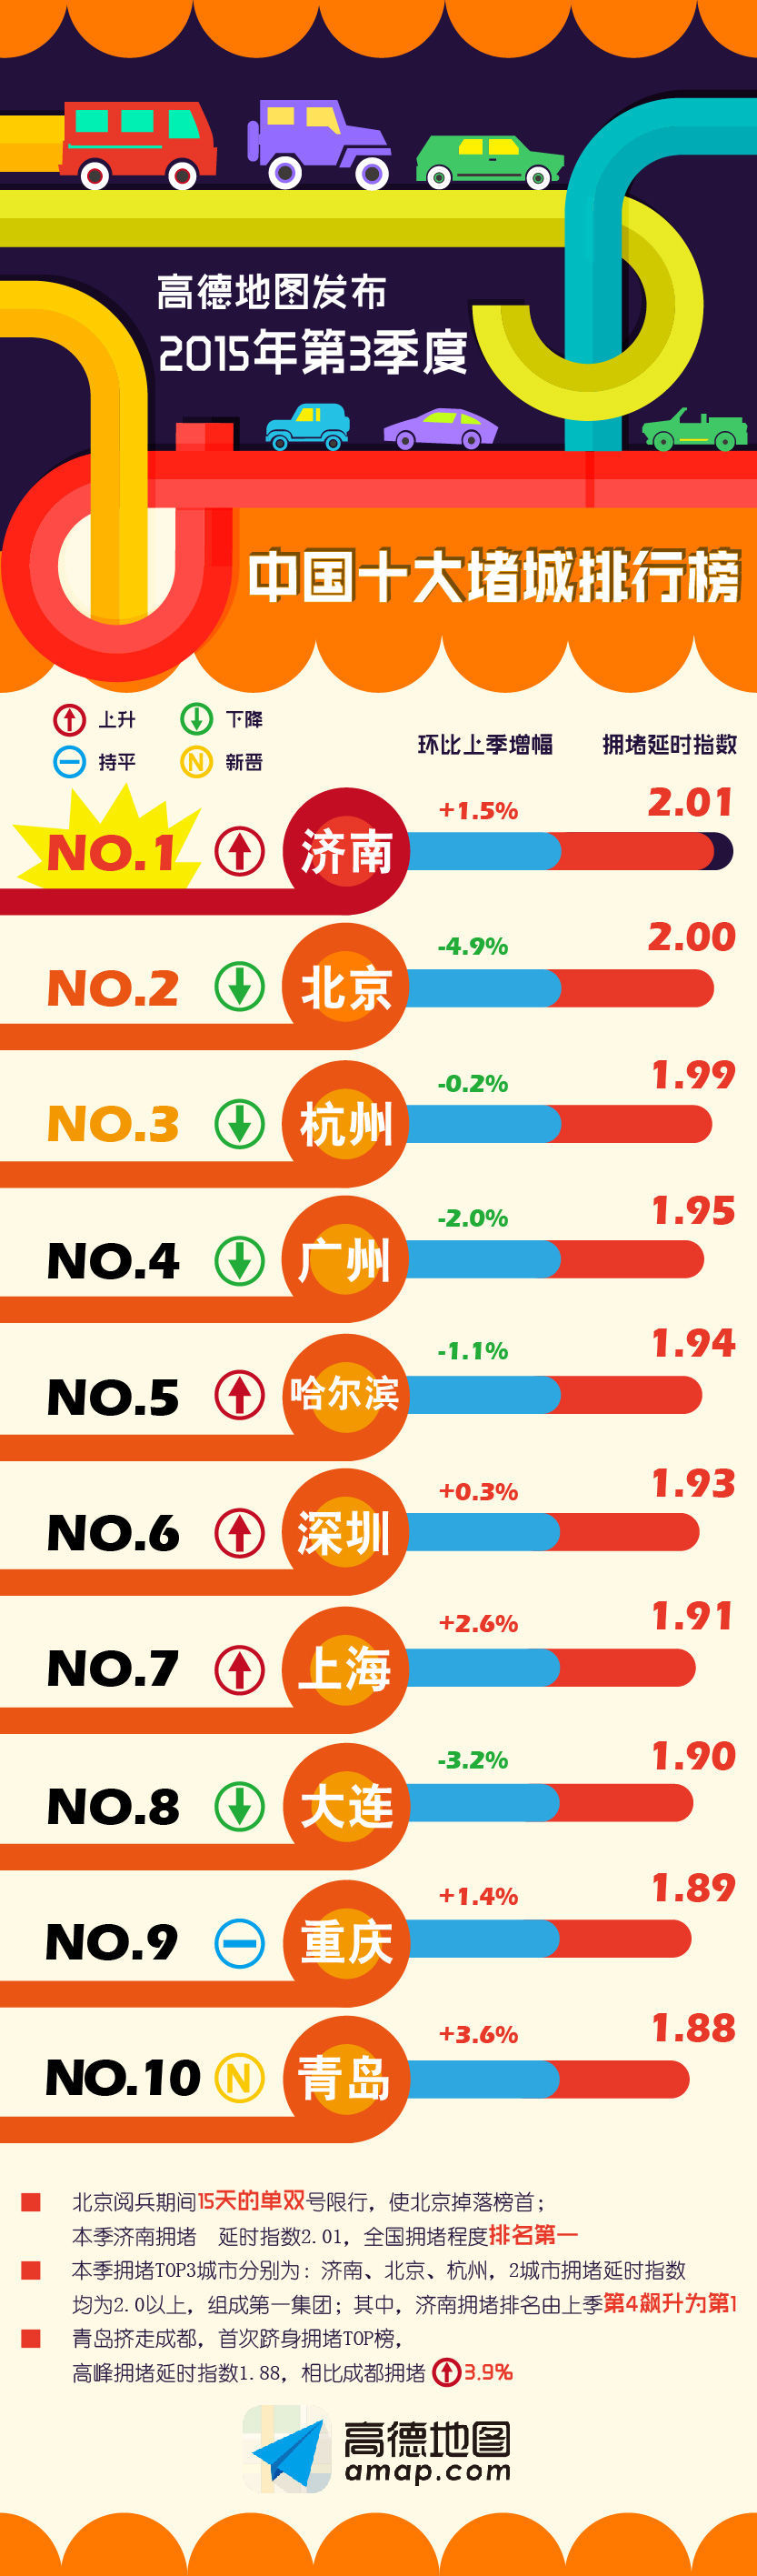 高德地图发布
2015年第3季度
中国十大堵城排行榜
上升 下降
持平 N 新晋
环比上季增幅 拥堵延时指数
NO.1 济南 +1.5% 2.01
NO.2 北京 -4.9% 2.00
NO.3 杭州 -0.2% 1.99
NO.4 广州 -2.0% 1.95
NO.5 哈尔滨 -1.1% 1.94
NO.6 深圳 +0.3% 1.93
NO.7 上海 +2.6% 1.91
NO.8 大连 -3.2% 1.90
NO.9 重庆 +1.4% 1.89
NO.10 N 青岛 +3.6% 1.88
北京阅兵期间15天的单双号限行，使北京掉落榜首；
本季济南拥堵 延时指数2.01，全国拥堵程度排名第一
本季拥堵TOP3城市分别为：济南、北京、杭州，2城市拥堵延时指数
均为2.0以上，组成第一集团；其中，济南拥堵排名由上季第4飙升为第1
青岛挤走成都，首次跻身拥堵TOP榜，
高峰拥堵延时指数1.88，相比成都拥堵 3.9%
高德地图
amap.com